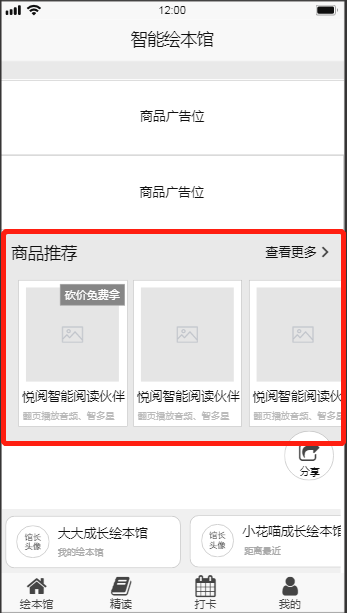 12:00
智能绘本馆
商品广告位
商品广告位
商品推荐
查看更多
砍价免费拿
悦阅智能阅读伙伴
悦阅智能阅读伙伴
悦阅智能阅读伙
翻页播放音频、智多星
翻页播放音频、智多星
翻页播放音频、
分享
馆长
头像
大大成长绘本馆
我的绘本馆
馆长
头像
小花喵成长绘本馆
距离最近
绘本馆
精读
打卡
我的